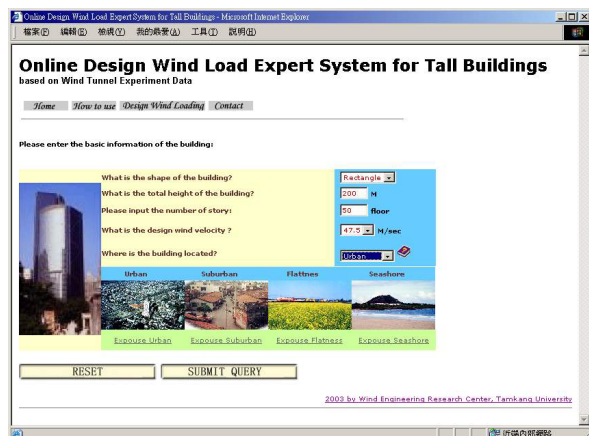 Online Design Wind Load Expert System for Tall Buildings - Microsoft Internet Explorer
檔案(F) 編輯(E) 檢視(V) 我的最愛(A) 工具(T) 說明(H)
Online Design Wind Load Expert System for Tall Buildings
based on Wind Tunnel Experiment Data
Home How to use Design Wind Loading Contact
Please enter the basic information of the building:
What is the shape of the building? Rectangle
What is the total height of the building? 200 M
Please input the number of story: 50 floor
What is the design wind velocity ? 47.5 M/sec
Where is the building located? Urban
Urban Suburban Flattnes Seashore
Expouse Urban Expouse Suburban Expouse Flatness Expouse Seashore
RESET SUBMIT QUERY
2003 by Wind Engineering Research Center, Tamkang University
近端內部網路